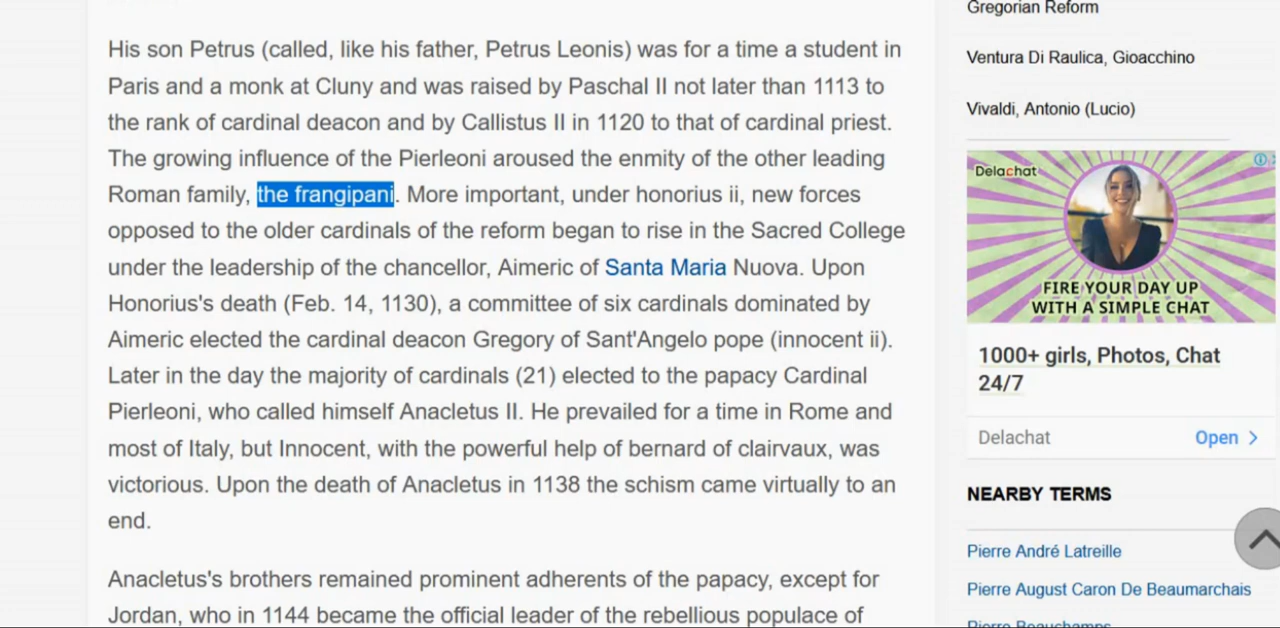 His son Petrus (called, like his father, Petrus Leonis) was for a time a student in
Paris and a monk at Cluny and was raised by Paschal II not later than 1113 to
the rank of cardinal deacon and by Callistus II in 1120 to that of cardinal priest.
The growing influence of the Pierleoni aroused the enmity of the other leading
Roman family, the frangipani. More important, under honorius ii, new forces
opposed to the older cardinals of the reform began to rise in the Sacred College
under the leadership of the chancellor, Aimeric of Santa Maria Nuova. Upon
Honorius's death (Feb. 14, 1130), a committee of six cardinals dominated by
Aimeric elected the cardinal deacon Gregory of Sant'Angelo pope (innocent ii).
Later in the day the majority of cardinals (21) elected to the papacy Cardinal
Pierleoni, who called himself Anacletus II. He prevailed for a time in Rome and
most of Italy, but Innocent, with the powerful help of bernard of clairvaux, was
victorious. Upon the death of Anacletus in 1138 the schism came virtually to an
end.
Anacletus's brothers remained prominent adherents of the papacy, except for
Jordan, who in 1144 became the official leader of the rebellious populace of
Gregorian Reform
Ventura Di Raulica, Gioacchino
Vivaldi, Antonio (Lucio)
Delachat
FIRE YOUR DAY UP
WITH A SIMPLE CHAT
1000+ girls, Photos, Chat
24/7
Delachat
Open
NEARBY TERMS
Pierre André Latreille
Pierre August Caron De Beaumarchais
Pierre Beauchamps